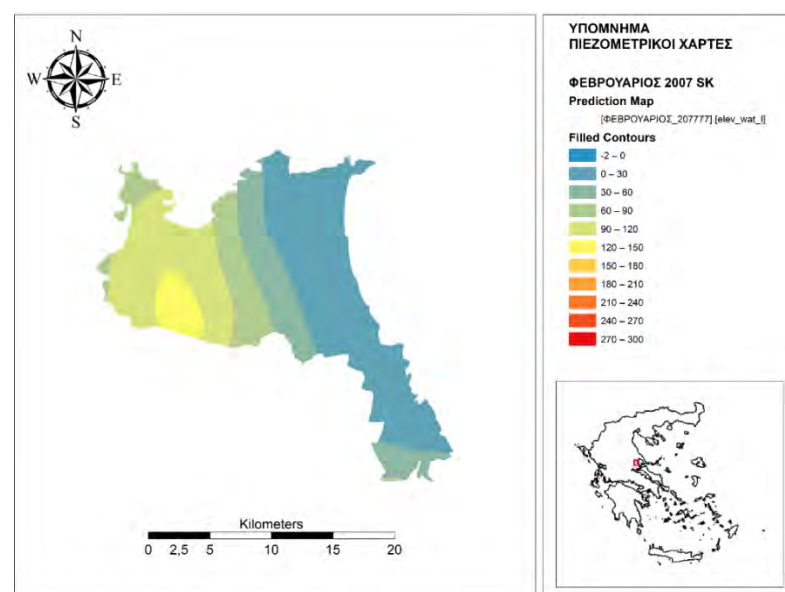 N
W
E
S
Kilometers
0 2,5 5 10 15 20
ΥΠΟΜΝΗΜΑ
ΠΙΕΖΟΜΕΤΡΙΚΟΙ ΧΑΡΤΕΣ
ΦΕΒΡΟΥΑΡΙΟΣ 2007 SK
Prediction Map
[ΦΕΒΡΟΥΑΡΙΟΣ_207777] [elev_wat_l]
Filled Contours
-2 – 0
0 – 30
30 – 60
60 – 90
90 – 120
120 – 150
150 – 180
180 – 210
210 – 240
240 – 270
270 – 300